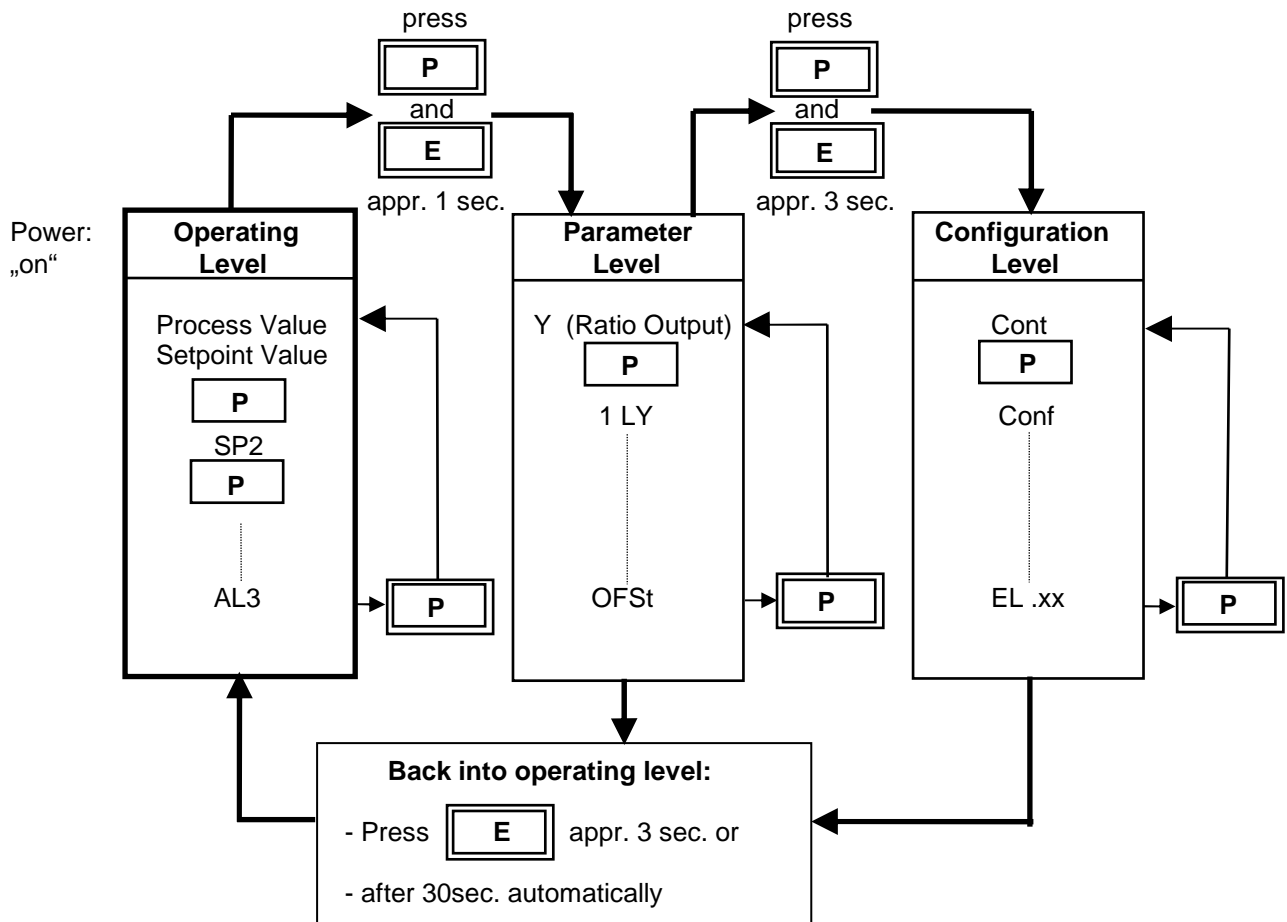 press
P
and
E
appr. 1 sec.
press
P
and
E
appr. 3 sec.
Power:
„on“
Operating
Level
Process Value
Setpoint Value
P
SP2
P
AL3
P
Parameter
Level
Y (Ratio Output)
P
1 LY
OFSt
P
Configuration
Level
Cont
P
Conf
EL .xx
P
Back into operating level:
- Press E appr. 3 sec. or
- after 30sec. automatically